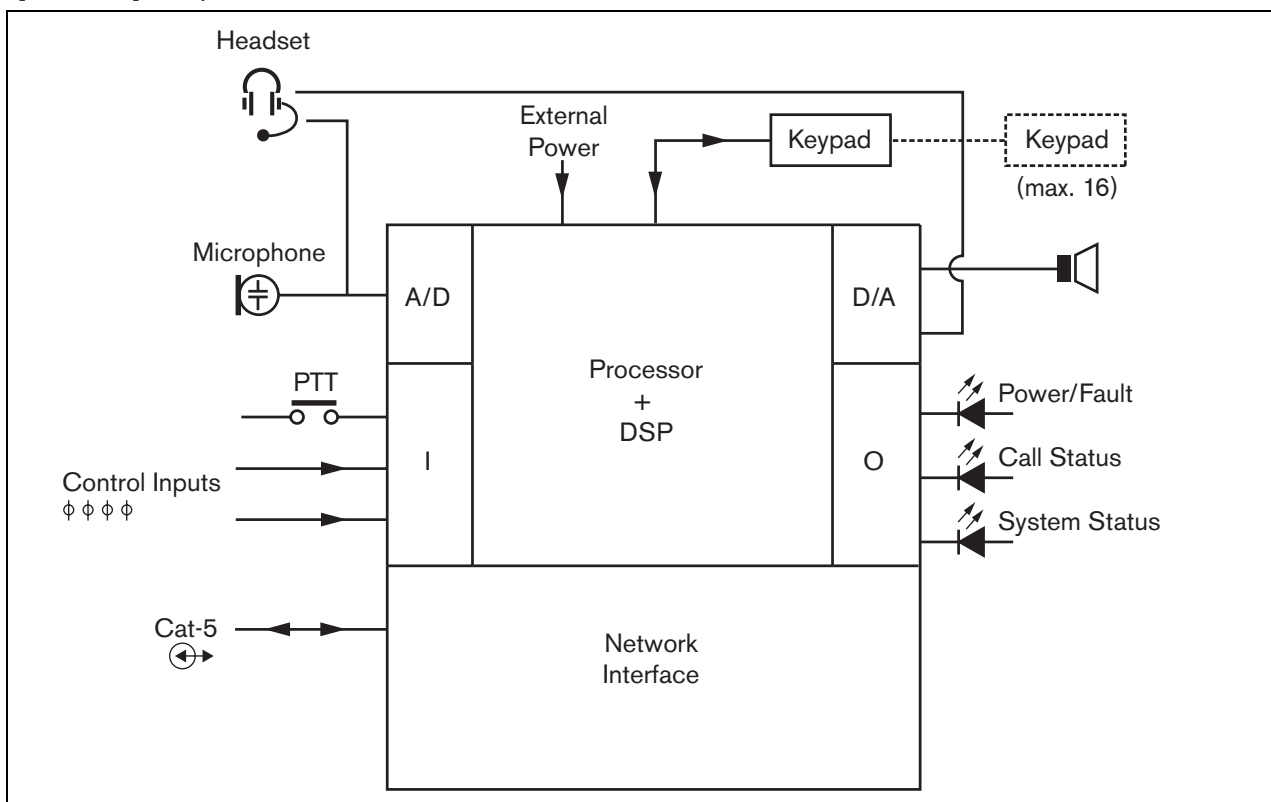 Headset
External
Power
Keypad
Keypad
(max. 16)
Microphone
A/D
D/A
Processor
+
DSP
PTT
I
O
Power/Fault
Call Status
System Status
Control Inputs
Cat-5
Network
Interface